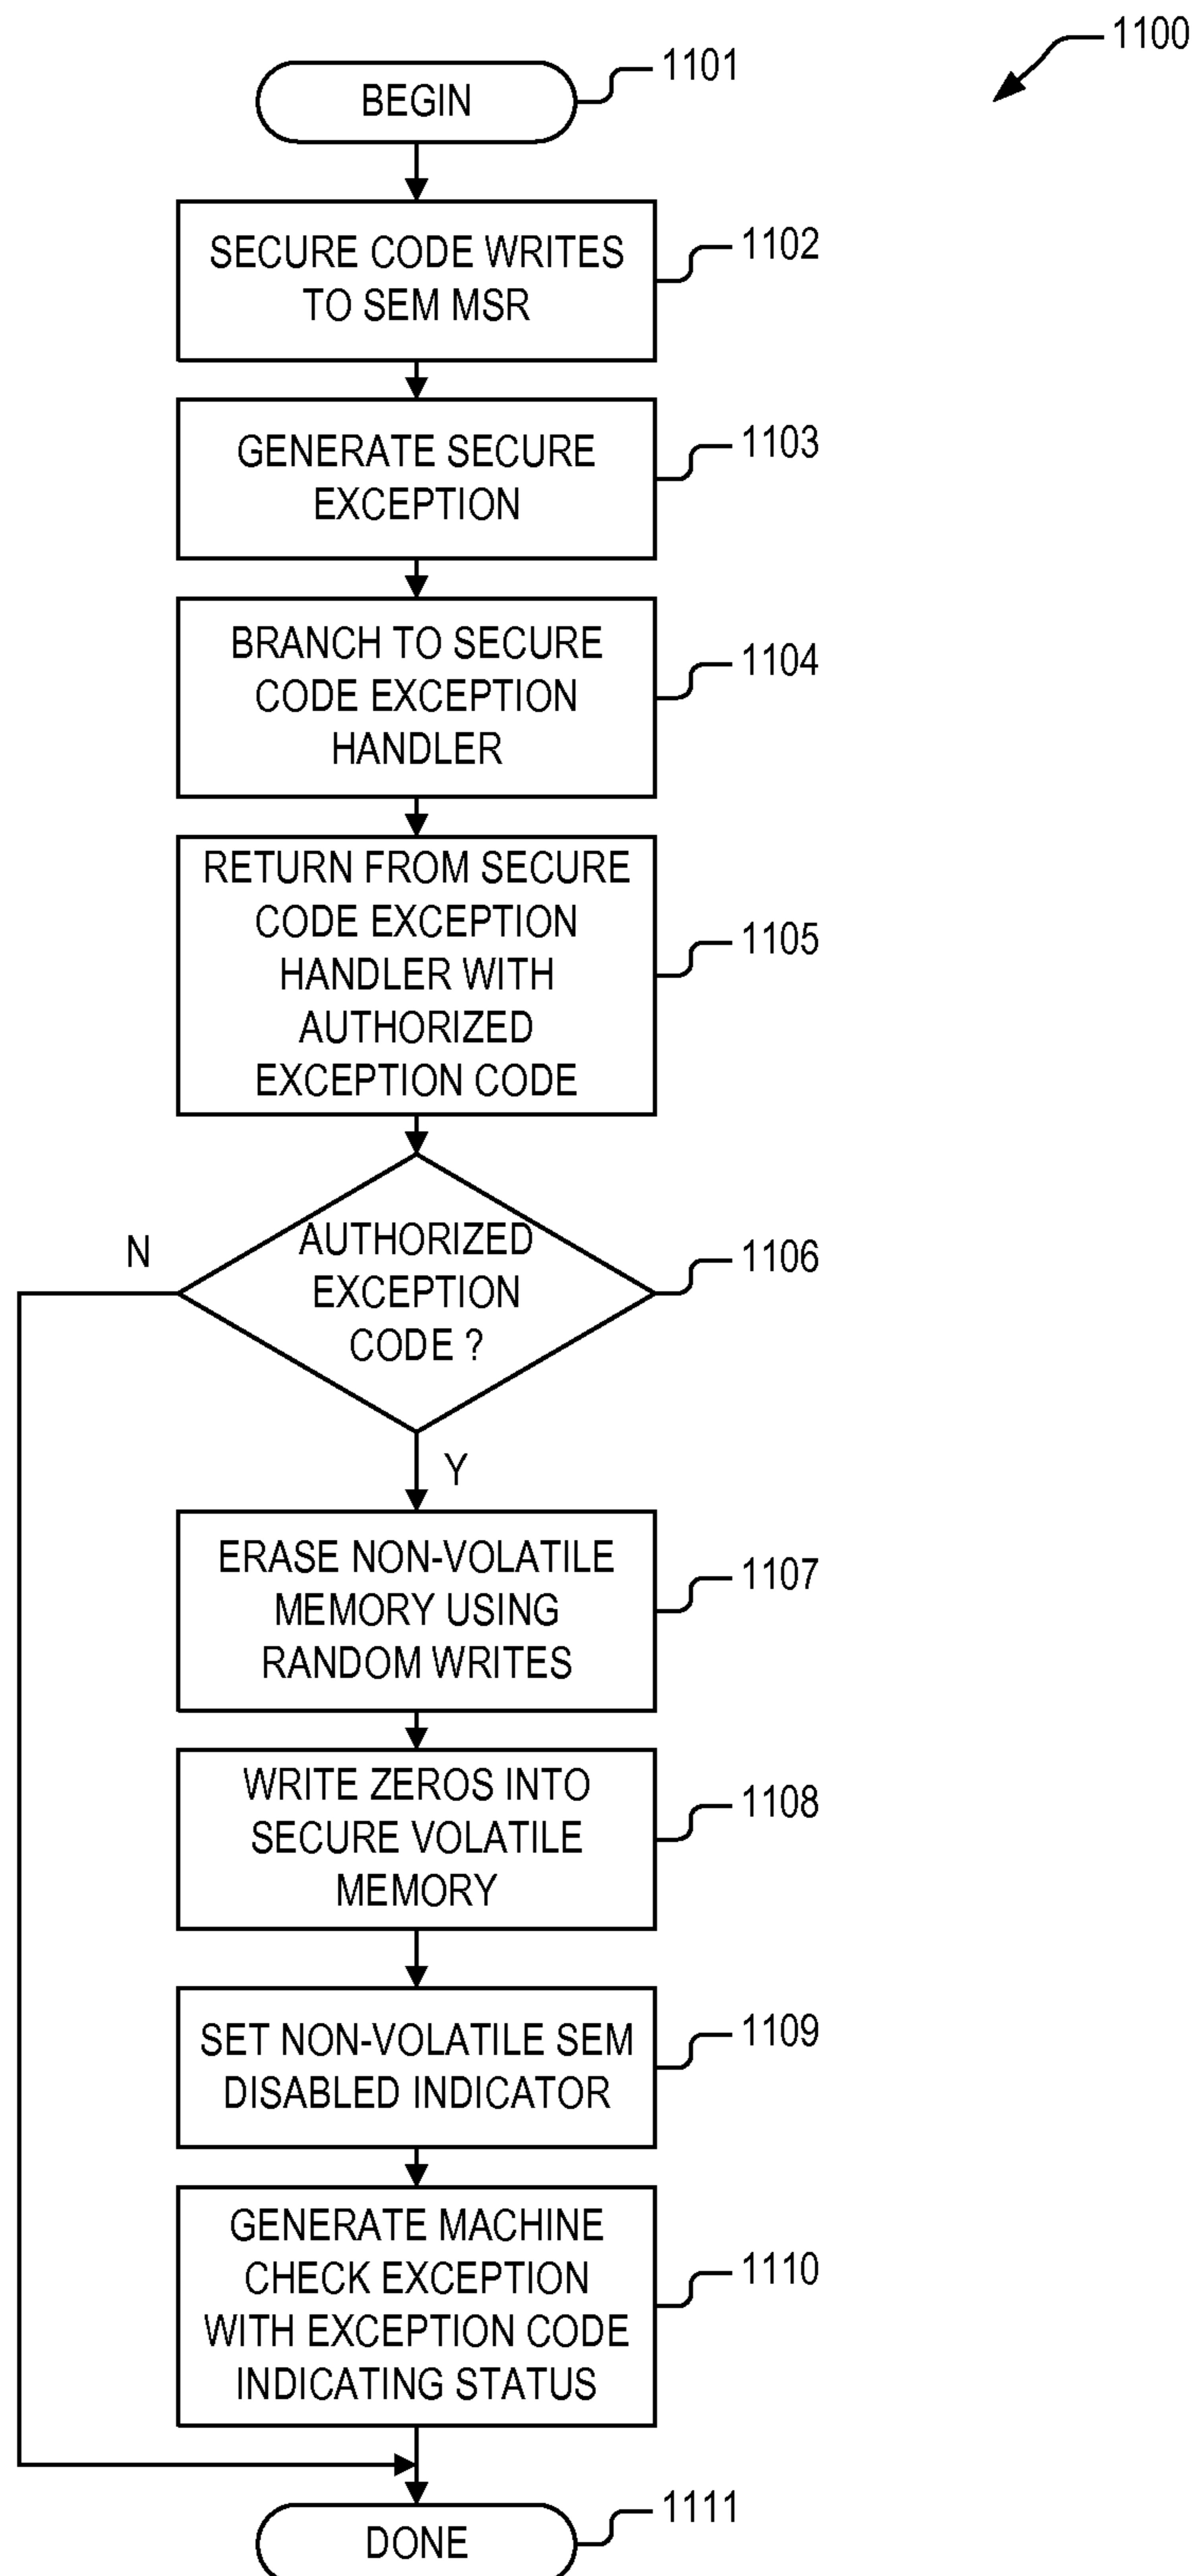 1100
BEGIN
1101
SECURE CODE WRITES
TO SEM MSR
1102
GENERATE SECURE
EXCEPTION
1103
BRANCH TO SECURE
CODE EXCEPTION
HANDLER
1104
RETURN FROM SECURE
CODE EXCEPTION
HANDLER WITH
AUTHORIZED
EXCEPTION CODE
1105
AUTHORIZED
EXCEPTION
CODE ?
1106
N
Y
ERASE NON-VOLATILE
MEMORY USING
RANDOM WRITES
1107
WRITE ZEROS INTO
SECURE VOLATILE
MEMORY
1108
SET NON-VOLATILE SEM
DISABLED INDICATOR
1109
GENERATE MACHINE
CHECK EXCEPTION
WITH EXCEPTION CODE
INDICATING STATUS
1110
DONE
1111